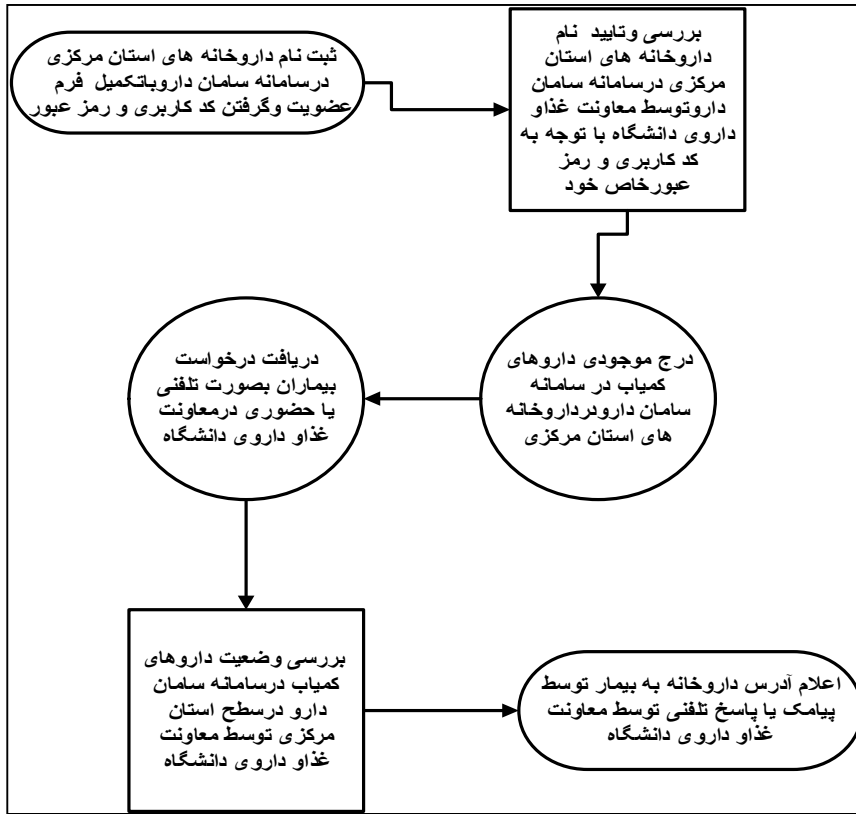 ثبت نام داروخانه های استان مرکزی
درسامانه سامان داروباتکمیل فرم
عضویت وگرفتن کد کاربری و رمز عبور
بررسی وتایید نام
داروخانه های استان
مرکزی درسامانه سامان
داروتوسط معاونت غذاو
داروی دانشگاه با توجه به
کد کاربری و رمز
عبورخاص خود
درج موجودی داروهای
کمیاب در سامانه
سامان دارودرداروخانه
های استان مرکزی
دریافت درخواست
بیماران بصورت تلفنی
یا حضوری درمعاونت
غذاو داروی دانشگاه
بررسی وضعیت داروهای
کمیاب درسامانه سامان
دارو درسطح استان
مرکزی توسط معاونت
غذاو داروی دانشگاه
اعلام آدرس داروخانه به بیمار توسط
پیامک یا پاسخ تلفنی توسط معاونت
غذاو داروی دانشگاه